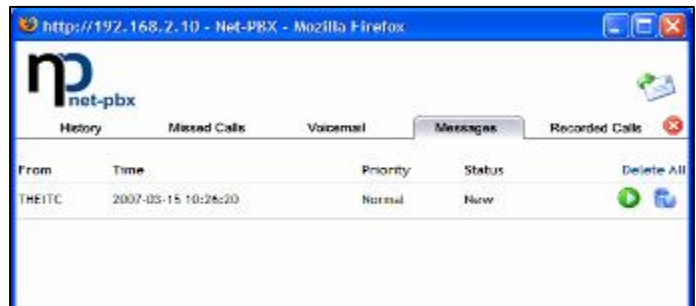 http://192.168.2.10 - Net-PBX - Mozilla Firefox
np
net-pbx
History Missed Calls Voicemail Messages Recorded Calls
From Time Priority Status Delete All
THEITC 2007-03-15 10:26:20 Normal New